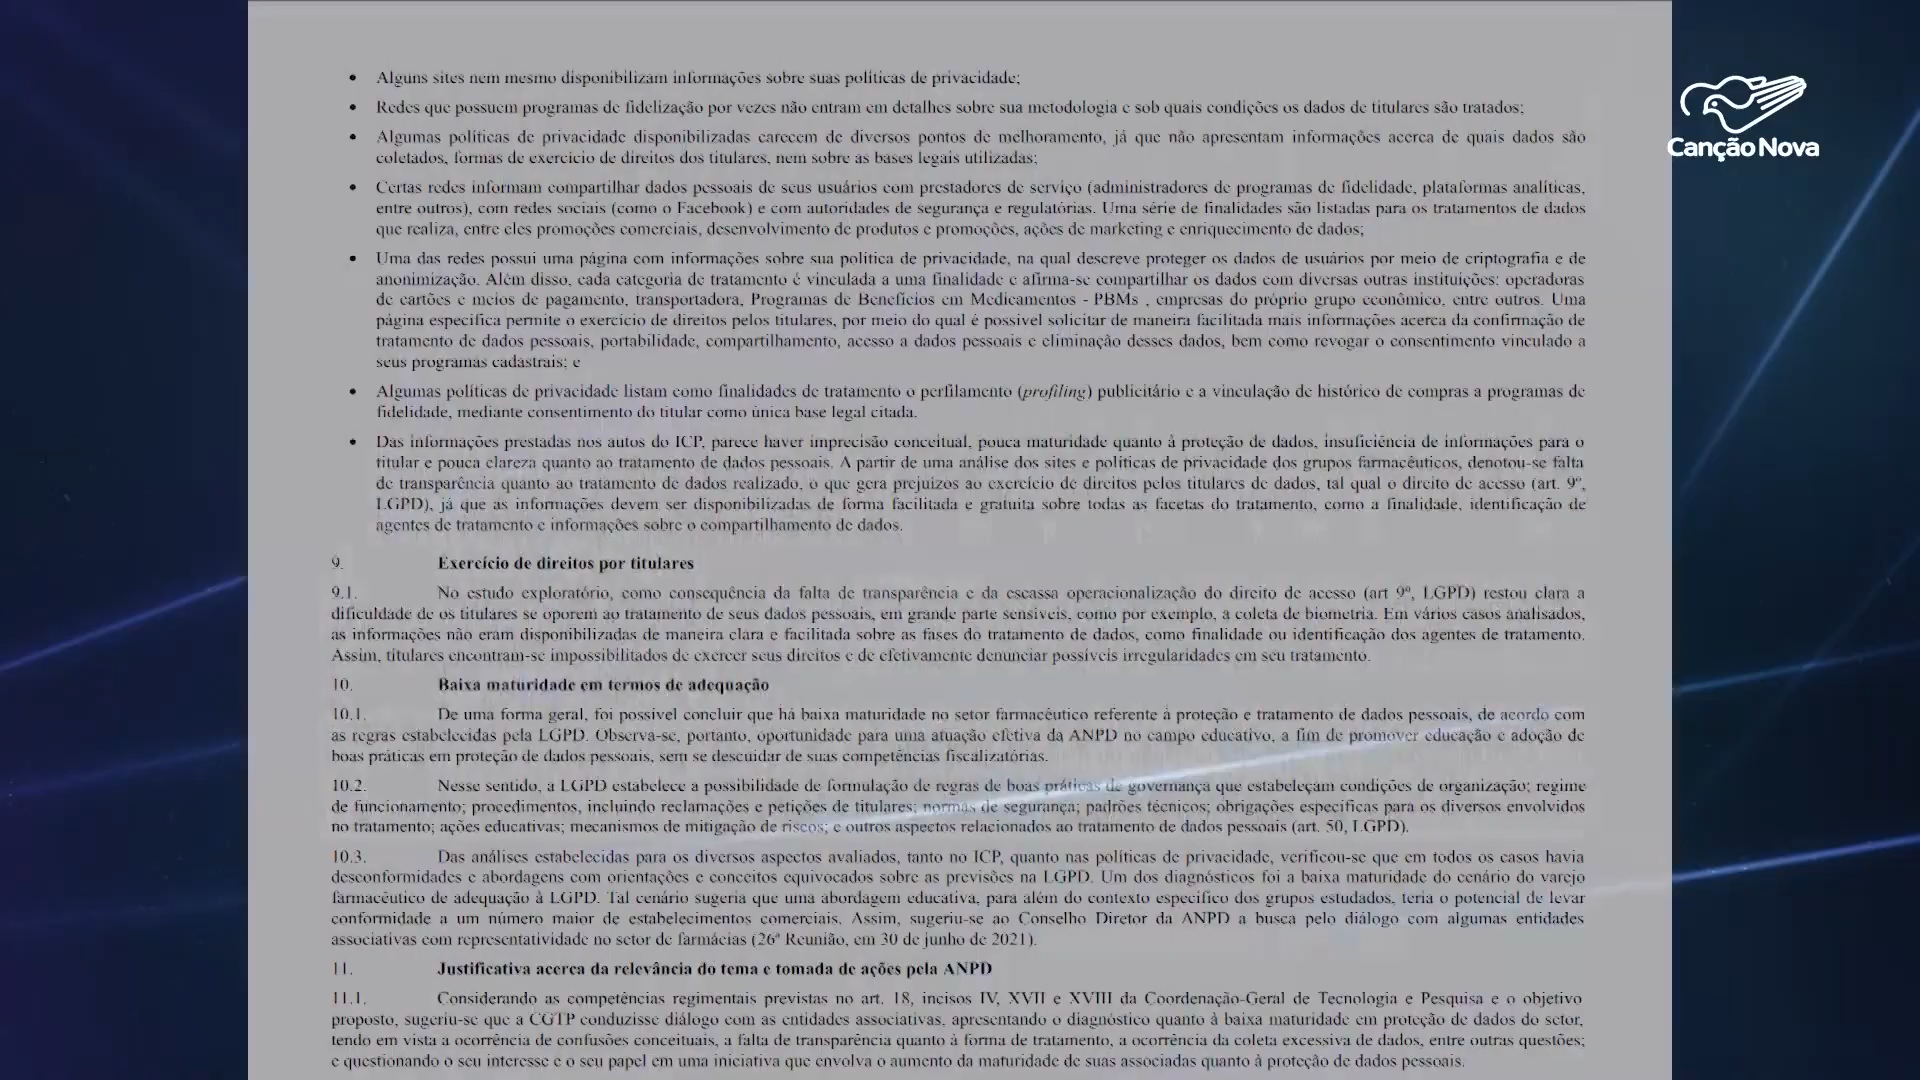 • Alguns sites nem mesmo disponibilizam informações sobre suas políticas de privacidade;
• Redes que possuem programas de fidelização por vezes não entram em detalhes sobre sua metodologia e sob quais condições os dados de titulares são tratados;
• Algumas políticas de privacidade disponibilizadas carecem de diversos pontos de melhoramento, já que não apresentam informações acerca de quais dados são
coletados, formas de exercício de direitos dos titulares, nem sobre as bases legais utilizadas;
• Certas redes informam compartilhar dados pessoais de seus usuários com prestadores de serviço (administradores de programas de fidelidade, plataformas analíticas,
entre outros), com redes sociais (como o Facebook) e com autoridades de segurança e regulatórias. Uma série de finalidades são listadas para os tratamentos de dados
que realiza, entre eles promoções comerciais, desenvolvimento de produtos e promoções, ações de marketing e enriquecimento de dados;
• Uma das redes possui uma página com informações sobre sua política de privacidade, na qual descreve proteger os dados de usuários por meio de criptografia e de
anonimização. Além disso, cada categoria de tratamento é vinculada a uma finalidade e afirma-se compartilhar os dados com diversas outras instituições: operadoras
de cartões e meios de pagamento, transportadora, Programas de Benefícios em Medicamentos - PBMs , empresas do próprio grupo econômico, entre outros. Uma
página específica permite o exercício de direitos pelos titulares, por meio do qual é possível solicitar de maneira facilitada mais informações acerca da confirmação de
tratamento de dados pessoais, portabilidade, compartilhamento, acesso a dados pessoais e eliminação desses dados, bem como revogar o consentimento vinculado a
seus programas cadastrais; e
• Algumas políticas de privacidade listam como finalidades de tratamento o perfilamento (profiling) publicitário e a vinculação de histórico de compras a programas de
fidelidade, mediante consentimento do titular como única base legal citada.
• Das informações prestadas nos autos do ICP, parece haver imprecisão conceitual, pouca maturidade quanto à proteção de dados, insuficiência de informações para o
titular e pouca clareza quanto ao tratamento de dados pessoais. A partir de uma análise dos sites e políticas de privacidade dos grupos farmacêuticos, denotou-se falta
de transparência quanto ao tratamento de dados realizado, o que gera prejuízos ao exercício de direitos pelos titulares de dados, tal qual o direito de acesso (art. 9º,
LGPD), já que as informações devem ser disponibilizadas de forma facilitada e gratuita sobre todas as facetas do tratamento, como a finalidade, identificação de
agentes de tratamento e informações sobre o compartilhamento de dados.
9. Exercício de direitos por titulares
9.1. No estudo exploratório, como consequência da falta de transparência e da escassa operacionalização do direito de acesso (art 9º, LGPD) restou clara a
dificuldade de os titulares se oporem ao tratamento de seus dados pessoais, em grande parte sensíveis, como por exemplo, a coleta de biometria. Em vários casos analisados,
as informações não eram disponibilizadas de maneira clara e facilitada sobre as fases do tratamento de dados, como finalidade ou identificação dos agentes de tratamento.
Assim, titulares encontram-se impossibilitados de exercer seus direitos e de efetivamente denunciar possíveis irregularidades em seu tratamento.
10. Baixa maturidade em termos de adequação
10.1. De uma forma geral, foi possível concluir que há baixa maturidade no setor farmacêutico referente à proteção e tratamento de dados pessoais, de acordo com
as regras estabelecidas pela LGPD. Observa-se, portanto, oportunidade para uma atuação efetiva da ANPD no campo educativo, a fim de promover educação e adoção de
boas práticas em proteção de dados pessoais, sem se descuidar de suas competências fiscalizatórias.
10.2. Nesse sentido, a LGPD estabelece a possibilidade de formulação de regras de boas práticas de governança que estabeleçam condições de organização; regime
de funcionamento; procedimentos, incluindo reclamações e petições de titulares; normas de segurança; padrões técnicos; obrigações específicas para os diversos envolvidos
no tratamento; ações educativas; mecanismos de mitigação de riscos; e outros aspectos relacionados ao tratamento de dados pessoais (art. 50, LGPD).
10.3. Das análises estabelecidas para os diversos aspectos avaliados, tanto no ICP, quanto nas políticas de privacidade, verificou-se que em todos os casos havia
desconformidades e abordagens com orientações e conceitos equivocados sobre as previsões na LGPD. Um dos diagnósticos foi a baixa maturidade do cenário do varejo
farmacêutico de adequação à LGPD. Tal cenário sugeria que uma abordagem educativa, para além do contexto específico dos grupos estudados, teria o potencial de levar
conformidade a um número maior de estabelecimentos comerciais. Assim, sugeriu-se ao Conselho Diretor da ANPD a busca pelo diálogo com algumas entidades
associativas com representatividade no setor de farmácias (26ª Reunião, em 30 de junho de 2021).
11. Justificativa acerca da relevância do tema e tomada de ações pela ANPD
11.1. Considerando as competências regimentais previstas no art. 18, incisos IV, XVII e XVIII da Coordenação-Geral de Tecnologia e Pesquisa e o objetivo
proposto, sugeriu-se que a CGTP conduzisse diálogo com as entidades associativas, apresentando o diagnóstico quanto à baixa maturidade em proteção de dados do setor,
tendo em vista a ocorrência de confusões conceituais, a falta de transparência quanto à forma de tratamento, a ocorrência da coleta excessiva de dados, entre outras questões;
e questionando o seu interesse e o seu papel em uma iniciativa que envolva o aumento da maturidade de suas associadas quanto à proteção de dados pessoais.
Canção Nova